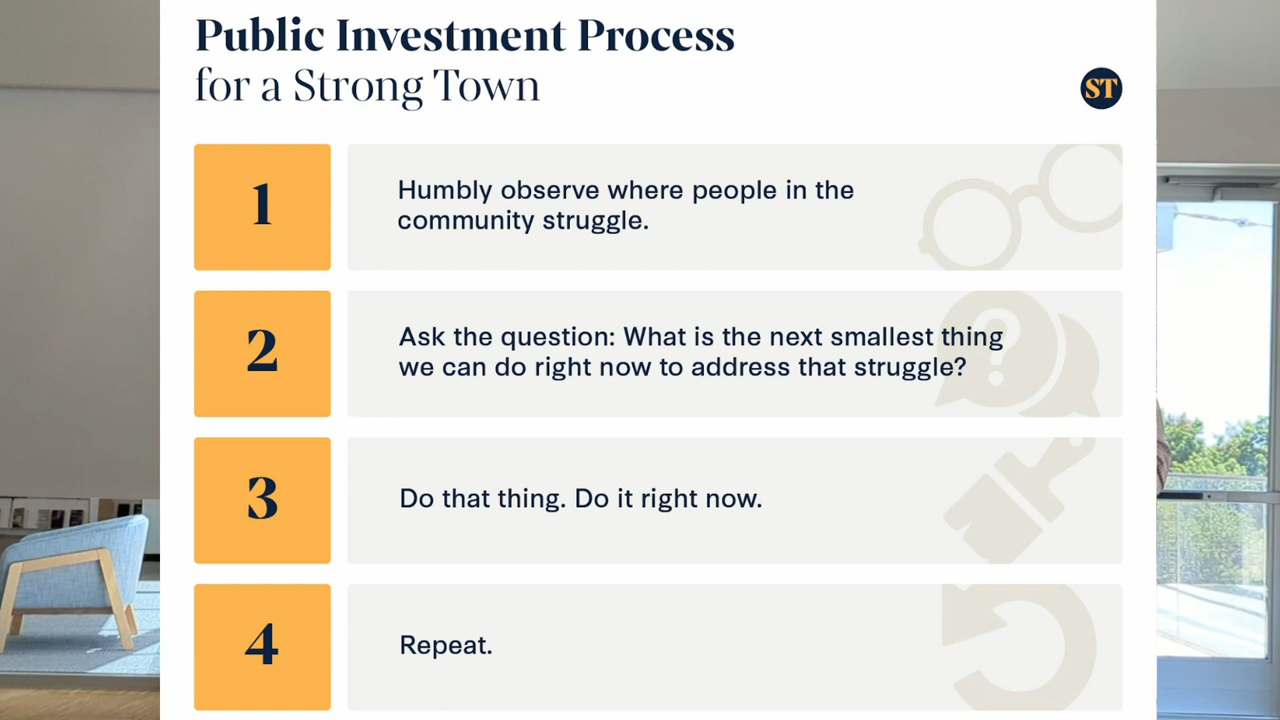 Public Investment Process
for a Strong Town
ST
1
Humbly observe where people in the
community struggle.
2
Ask the question: What is the next smallest thing
we can do right now to address that struggle?
3
Do that thing. Do it right now.
4
Repeat.